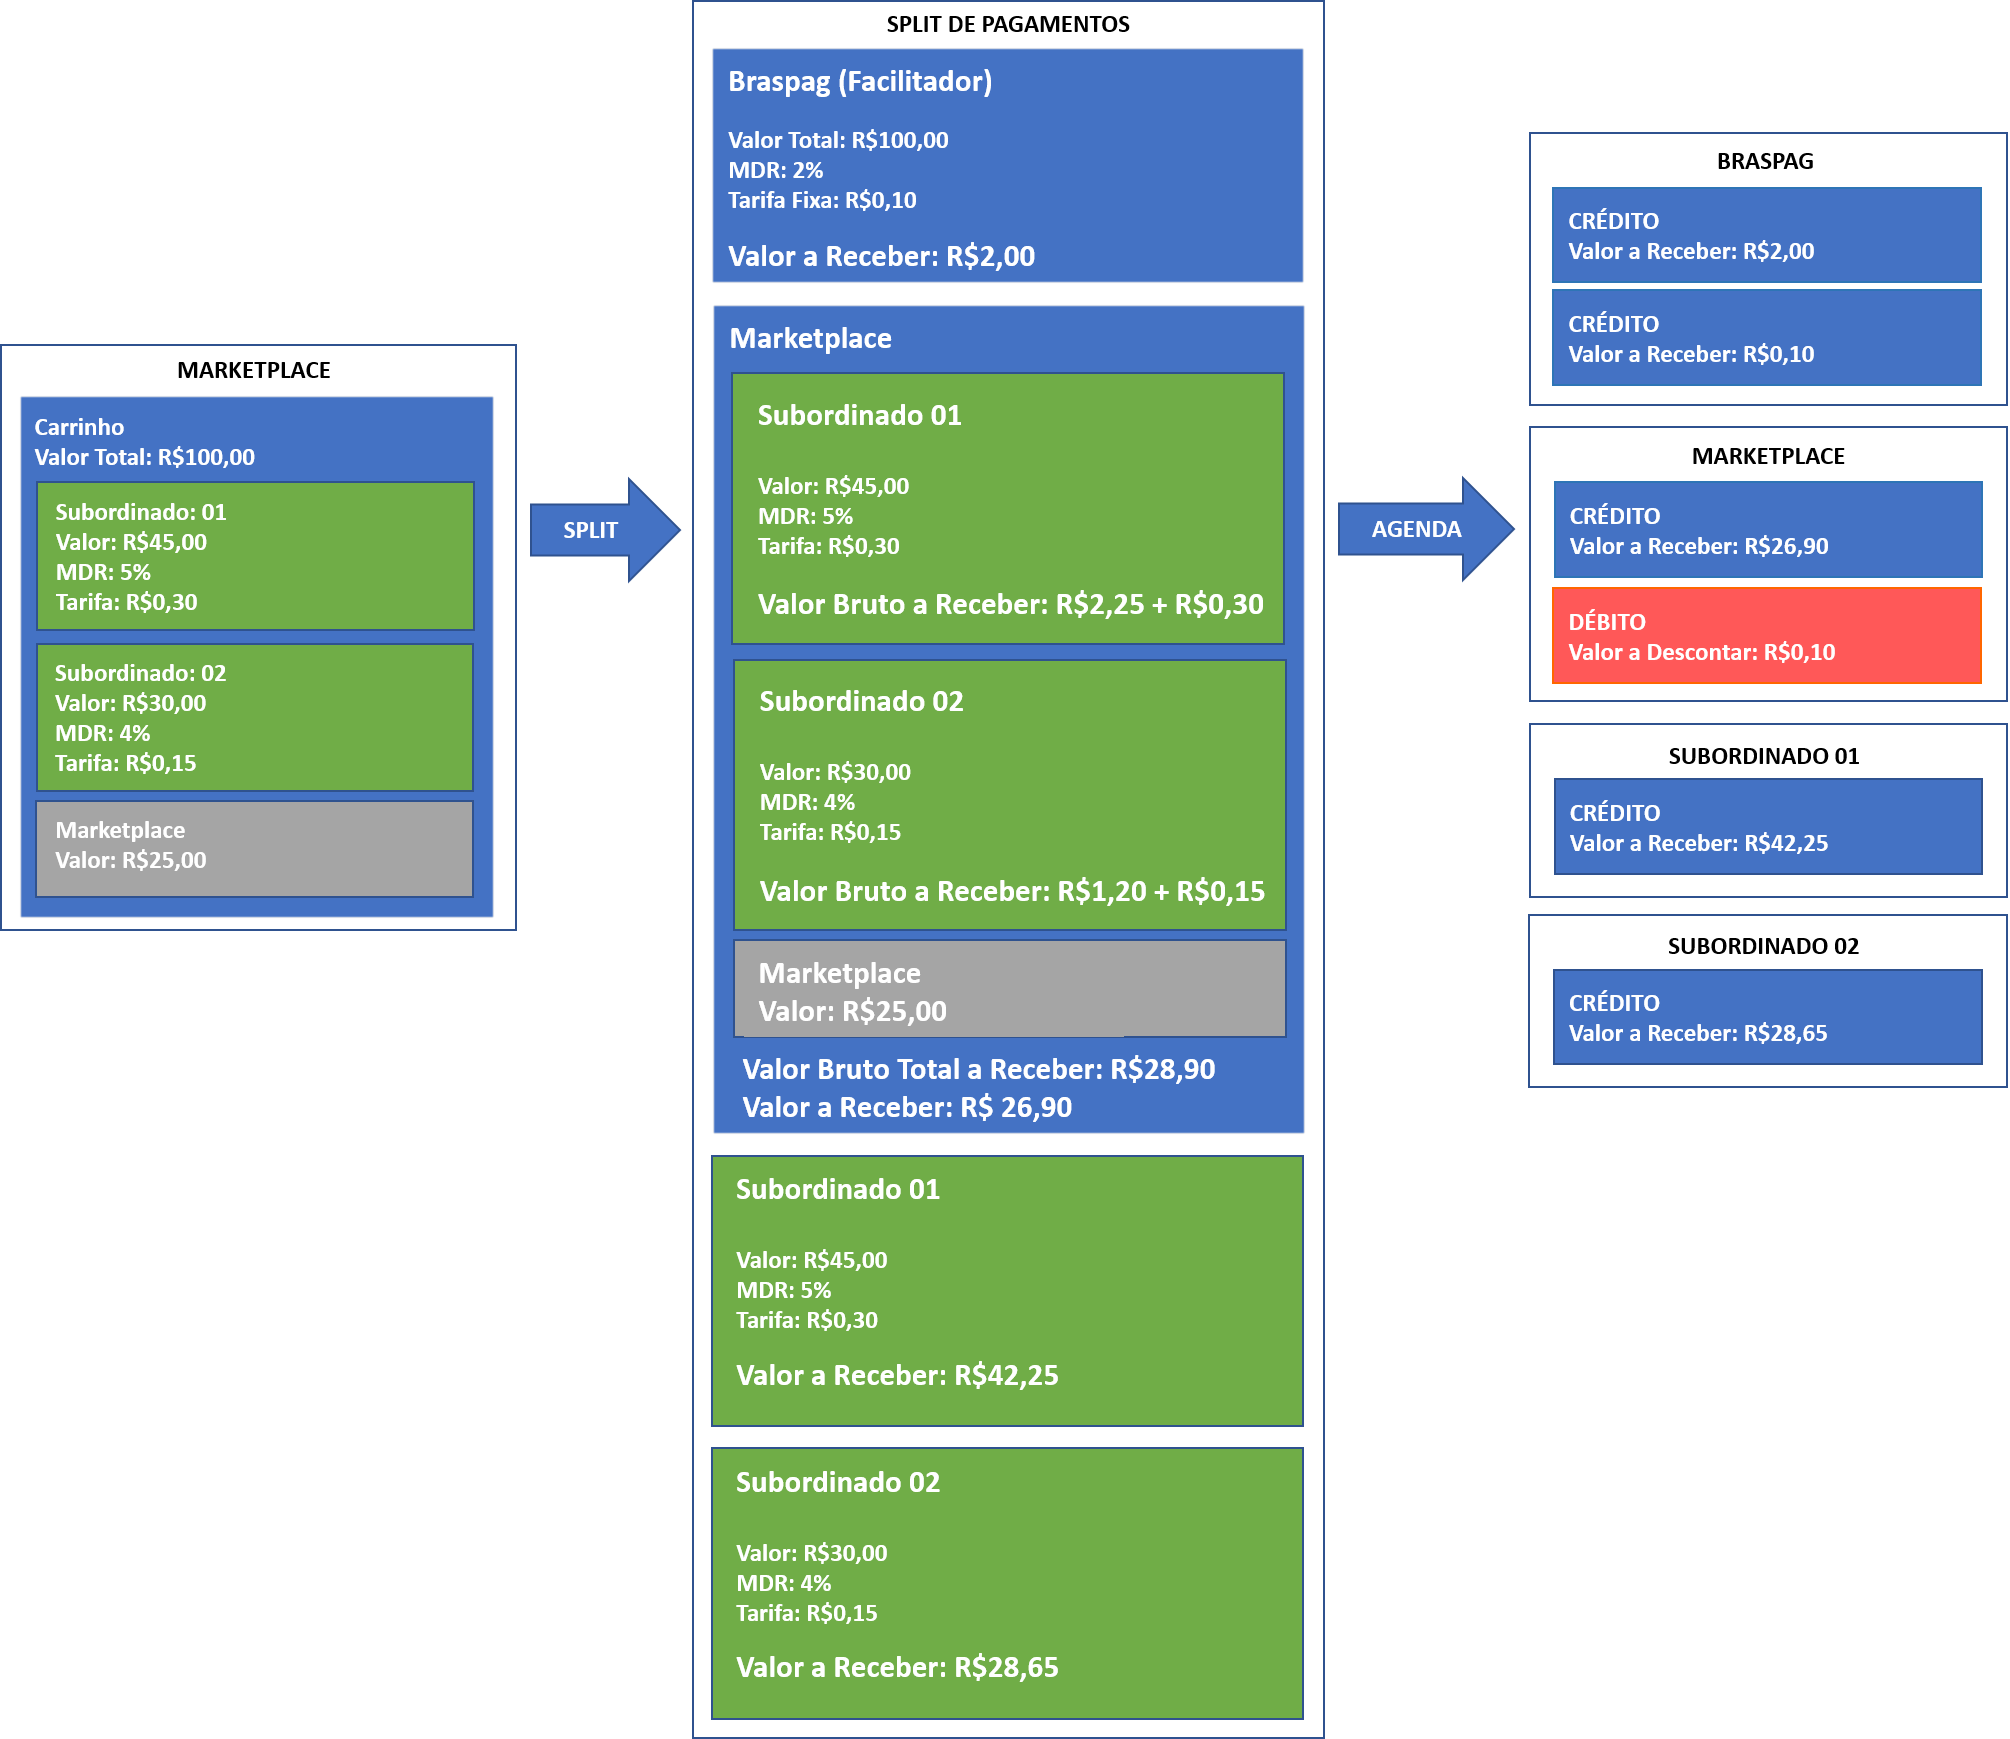 MARKETPLACE
Carrinho
Valor Total: R$100,00
Subordinado: 01
Valor: R$45,00
MDR: 5%
Tarifa: R$0,30
Subordinado: 02
Valor: R$30,00
MDR: 4%
Tarifa: R$0,15
Marketplace
Valor: R$25,00
SPLIT
SPLIT DE PAGAMENTOS
Braspag (Facilitador)
Valor Total: R$100,00
MDR: 2%
Tarifa Fixa: R$0,10
Valor a Receber: R$2,00
Marketplace
Subordinado 01
Valor: R$45,00
MDR: 5%
Tarifa: R$0,30
Valor Bruto a Receber: R$2,25 + R$0,30
Subordinado 02
Valor: R$30,00
MDR: 4%
Tarifa: R$0,15
Valor Bruto a Receber: R$1,20 + R$0,15
Marketplace
Valor: R$25,00
Valor Bruto Total a Receber: R$28,90
Valor a Receber: R$ 26,90
Subordinado 01
Valor: R$45,00
MDR: 5%
Tarifa: R$0,30
Valor a Receber: R$42,25
Subordinado 02
Valor: R$30,00
MDR: 4%
Tarifa: R$0,15
Valor a Receber: R$28,65
AGENDA
BRASPAG
CRÉDITO
Valor a Receber: R$2,00
CRÉDITO
Valor a Receber: R$0,10
MARKETPLACE
CRÉDITO
Valor a Receber: R$26,90
DÉBITO
Valor a Descontar: R$0,10
SUBORDINADO 01
CRÉDITO
Valor a Receber: R$42,25
SUBORDINADO 02
CRÉDITO
Valor a Receber: R$28,65